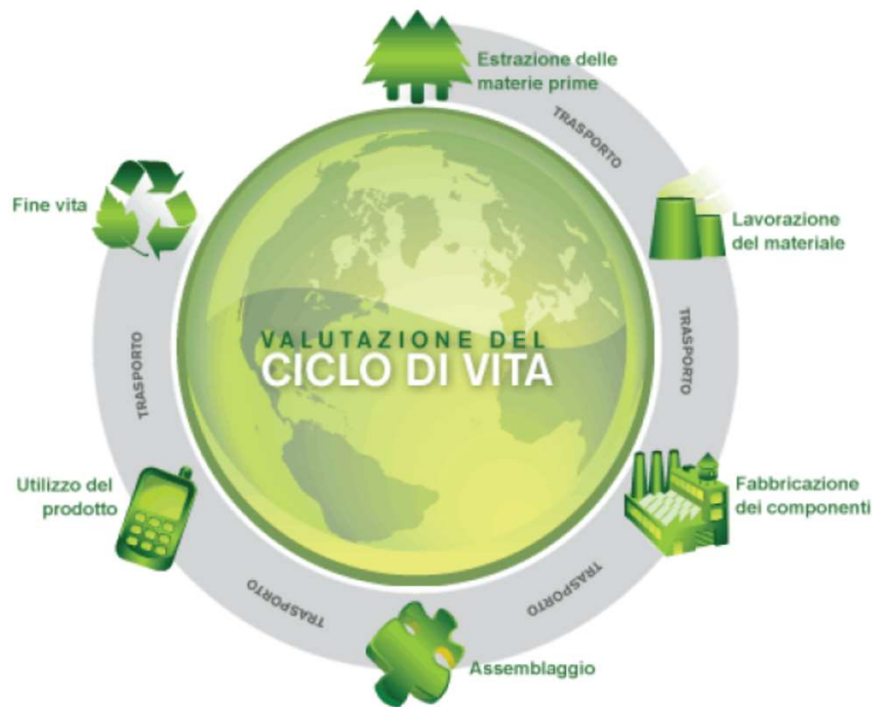 Estrazione delle
materie prime
TRASPORTO
Lavorazione
del materiale
TRASPORTO
Fabbricazione
dei componenti
TRASPORTO
Assemblaggio
TRASPORTO
Utilizzo del
prodotto
TRASPORTO
Fine vita
VALUTAZIONE DEL
CICLO DI VITA